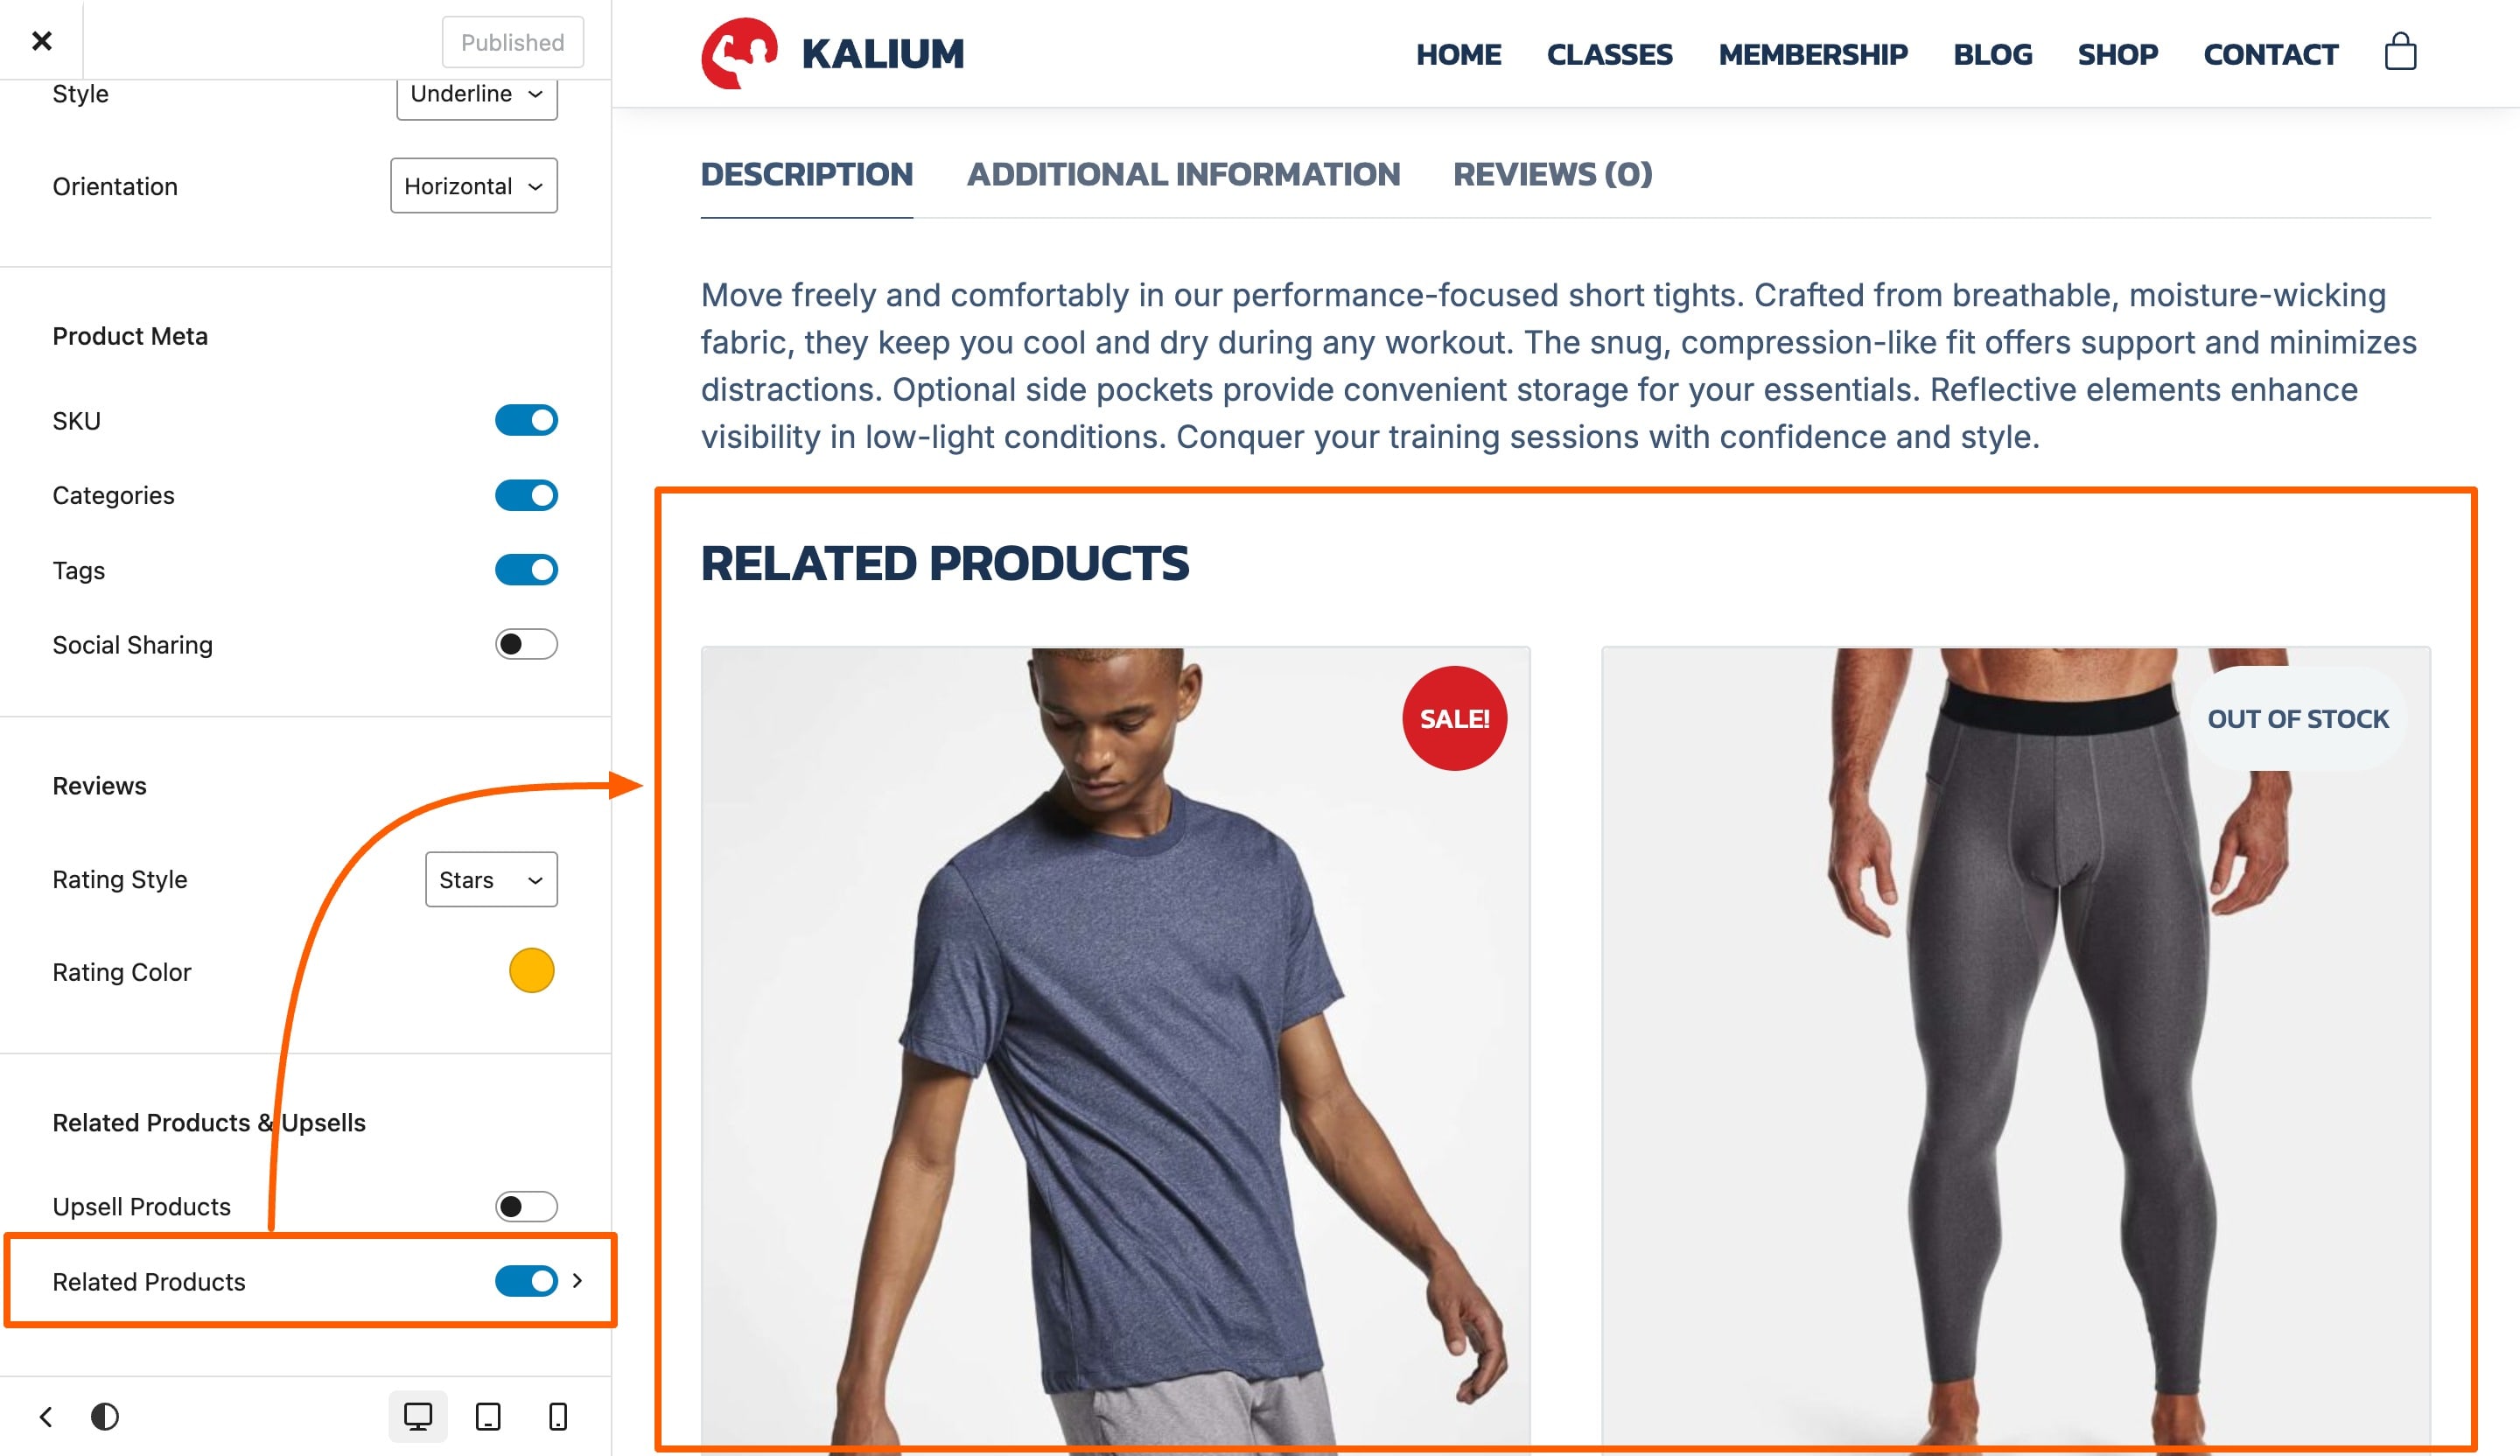 Published
Style
Underline
Orientation
Horizontal
Product Meta
SKU
Categories
Tags
Social Sharing
Reviews
Rating Style
Stars
Rating Color
Related Products & Upsells
Upsell Products
Related Products
KALIUM
HOME CLASSES MEMBERSHIP BLOG SHOP CONTACT
DESCRIPTION ADDITIONAL INFORMATION REVIEWS (0)
Move freely and comfortably in our performance-focused short tights. Crafted from breathable, moisture-wicking
fabric, they keep you cool and dry during any workout. The snug, compression-like fit offers support and minimizes
distractions. Optional side pockets provide convenient storage for your essentials. Reflective elements enhance
visibility in low-light conditions. Conquer your training sessions with confidence and style.
RELATED PRODUCTS
SALE!
OUT OF STOCK